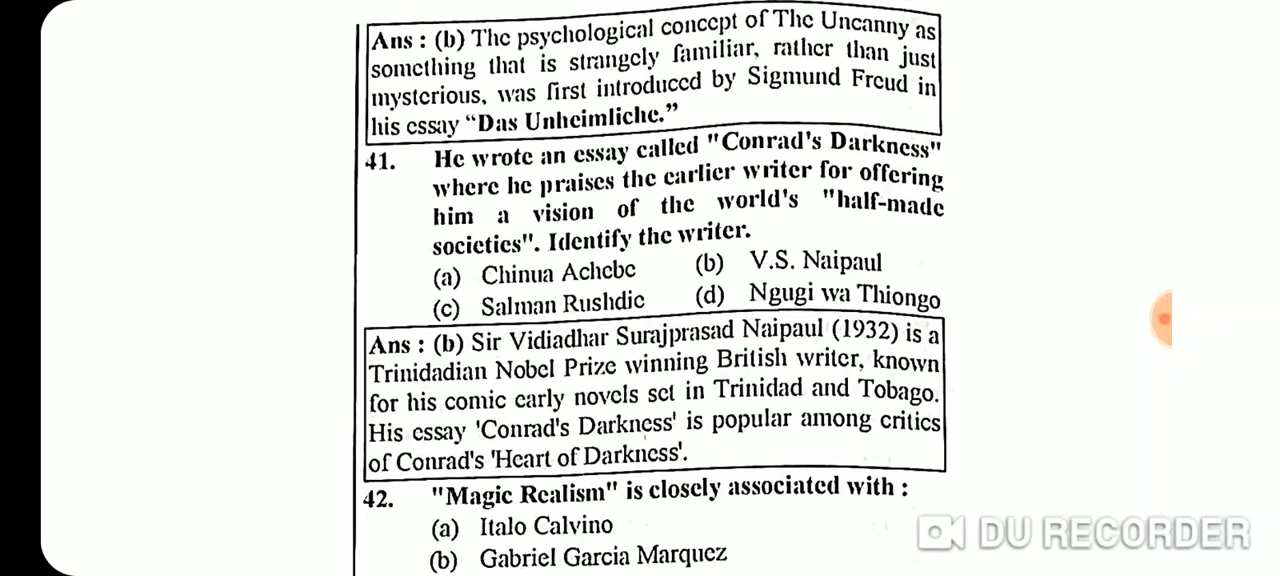 Ans : (b) The psychological concept of The Uncanny as
something that is strangely familiar, rather than just
mysterious, was first introduced by Sigmund Freud in
his essay “Das Unheimliche.”
41. He wrote an essay called "Conrad's Darkness"
where he praises the earlier writer for offering
him a vision of the world's "half-made
societies". Identify the writer.
(a) Chinua Achebe (b) V.S. Naipaul
(c) Salman Rushdie (d) Ngugi wa Thiongo
Ans : (b) Sir Vidiadhar Surajprasad Naipaul (1932) is a
Trinidadian Nobel Prize winning British writer, known
for his comic early novels set in Trinidad and Tobago.
His essay 'Conrad's Darkness' is popular among critics
of Conrad's 'Heart of Darkness'.
42. "Magic Realism" is closely associated with :
(a) Italo Calvino
(b) Gabriel Garcia Marquez
DU RECORDER